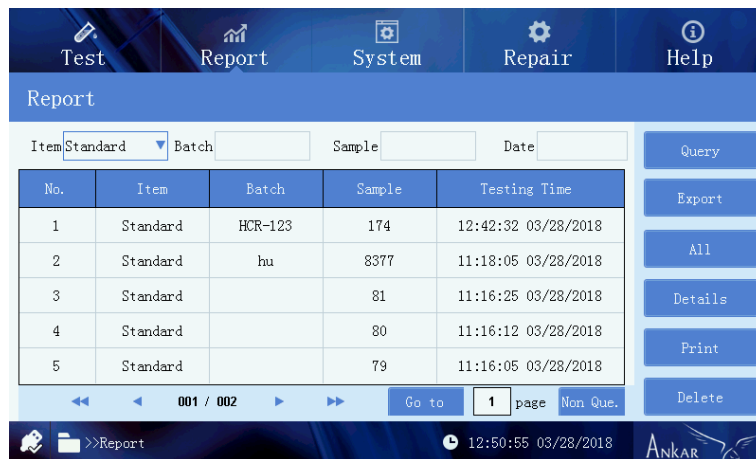 Test Report System Repair Help
Report
Item Standard Batch Sample Date Query
No. Item Batch Sample Testing Time
Export
1 Standard HCR-123 174 12:42:32 03/28/2018
All
2 Standard hu 8377 11:18:05 03/28/2018
3 Standard 81 11:16:25 03/28/2018
Details
4 Standard 80 11:16:12 03/28/2018
Print
5 Standard 79 11:16:05 03/28/2018
001 / 002 Go to 1 page Non Que. Delete
>>Report 12:50:55 03/28/2018 ANKAR